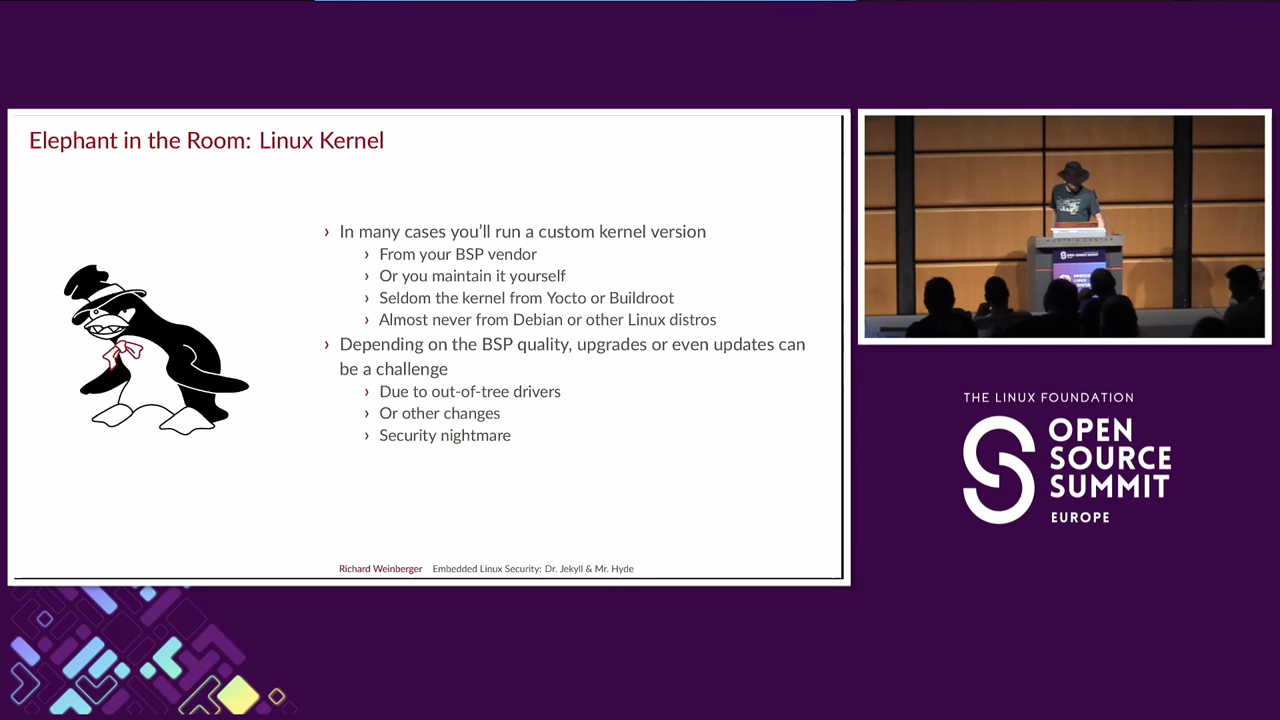 Elephant in the Room: Linux Kernel
› In many cases you'll run a custom kernel version
› From your BSP vendor
› Or you maintain it yourself
› Seldom the kernel from Yocto or Buildroot
› Almost never from Debian or other Linux distros
› Depending on the BSP quality, upgrades or even updates can
be a challenge
› Due to out-of-tree drivers
› Or other changes
› Security nightmare
Richard Weinberger Embedded Linux Security: Dr. Jekyll & Mr. Hyde
THE LINUX FOUNDATION
OPEN
SOURCE
SUMMIT
EUROPE